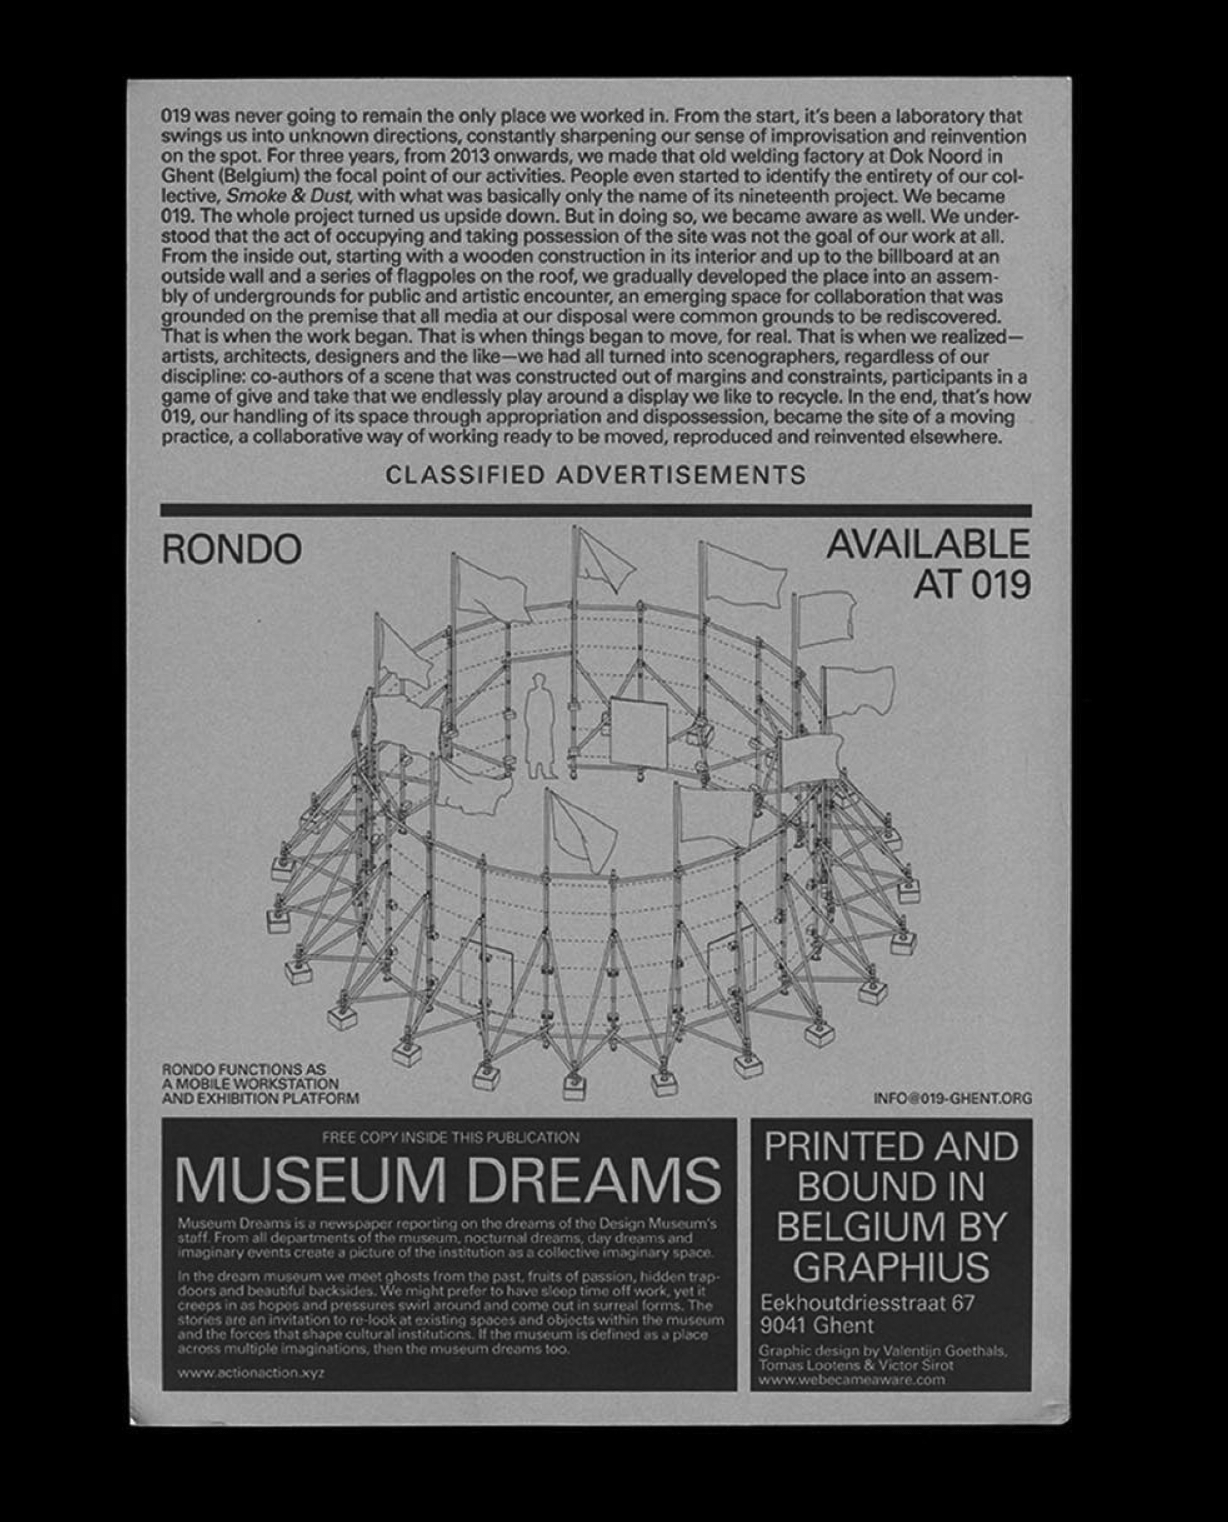 019 was never going to remain the only place we worked in. From the start, it's been a laboratory that
swings us into unknown directions, constantly sharpening our sense of improvisation and reinvention
on the spot. For three years, from 2013 onwards, we made that old welding factory at Dok Noord in
Ghent (Belgium) the focal point of our activities. People even started to identify the entirety of our col-
lective, Smoke & Dust, with what was basically only the name of its nineteenth project. We became
019. The whole project turned us upside down. But in doing so, we became aware as well. We under-
stood that the act of occupying and taking possession of the site was not the goal of our work at all.
From the inside out, starting with a wooden construction in its interior and up to the billboard at an
outside wall and a series of flagpoles on the roof, we gradually developed the place into an assem-
bly of undergrounds for public and artistic encounter, an emerging space for collaboration that was
grounded on the premise that all media at our disposal were common grounds to be rediscovered.
That is when the work began. That is when things began to move, for real. That is when we realized—
artists, architects, designers and the like—we had all turned into scenographers, regardless of our
discipline: co-authors of a scene that was constructed out of margins and constraints, participants in a
game of give and take that we endlessly play around a display we like to recycle. In the end, that's how
019, our handling of its space through appropriation and dispossession, became the site of a moving
practice, a collaborative way of working ready to be moved, reproduced and reinvented elsewhere.
CLASSIFIED ADVERTISEMENTS
RONDO
AVAILABLE
AT 019
RONDO FUNCTIONS AS
A MOBILE WORKSTATION
AND EXHIBITION PLATFORM
INFO@019-GHENT.ORG
FREE COPY INSIDE THIS PUBLICATION
MUSEUM DREAMS
Museum Dreams is a newspaper reporting on the dreams of the Design Museum's
staff. From all departments of the museum, nocturnal dreams, day dreams and
imaginary events create a picture of the institution as a collective imaginary space.
In the dream museum we meet ghosts from the past, fruits of passion, hidden trap-
doors and beautiful backsides. We might prefer to have sleep time off work, yet it
creeps in as hopes and pressures swirl around and come out in surreal forms. The
stories are an invitation to re-look at existing spaces and objects within the museum
and the forces that shape cultural institutions. If the museum is defined as a place
across multiple imaginations, then the museum dreams too.
www.actionaction.xyz
PRINTED AND
BOUND IN
BELGIUM BY
GRAPHIUS
Eekhoutdriesstraat 67
9041 Ghent
Graphic design by Valentijn Goethals,
Tomas Lootens & Victor Sirot
www.webecameaware.com